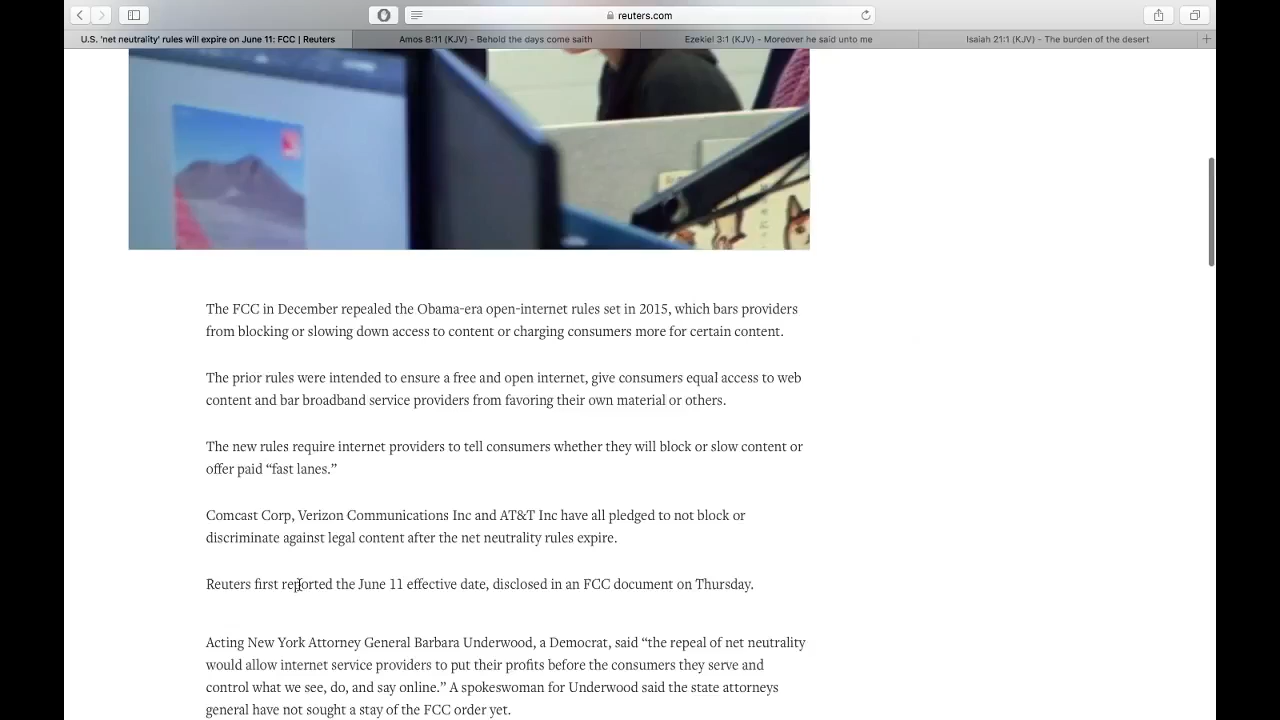 reuters.com
U.S. 'net neutrality' rules will expire on June 11: FCC | Reuters
Amos 8:11 (KJV) - Behold the days come saith
Ezekiel 3:1 (KJV) - Moreover he said unto me
Isaiah 21:1 (KJV) - The burden of the desert
The FCC in December repealed the Obama-era open-internet rules set in 2015, which bars providers
from blocking or slowing down access to content or charging consumers more for certain content.
The prior rules were intended to ensure a free and open internet, give consumers equal access to web
content and bar broadband service providers from favoring their own material or others.
The new rules require internet providers to tell consumers whether they will block or slow content or
offer paid “fast lanes.”
Comcast Corp, Verizon Communications Inc and AT&T Inc have all pledged to not block or
discriminate against legal content after the net neutrality rules expire.
Reuters first reported the June 11 effective date, disclosed in an FCC document on Thursday.
Acting New York Attorney General Barbara Underwood, a Democrat, said “the repeal of net neutrality
would allow internet service providers to put their profits before the consumers they serve and
control what we see, do, and say online.” A spokeswoman for Underwood said the state attorneys
general have not sought a stay of the FCC order yet.